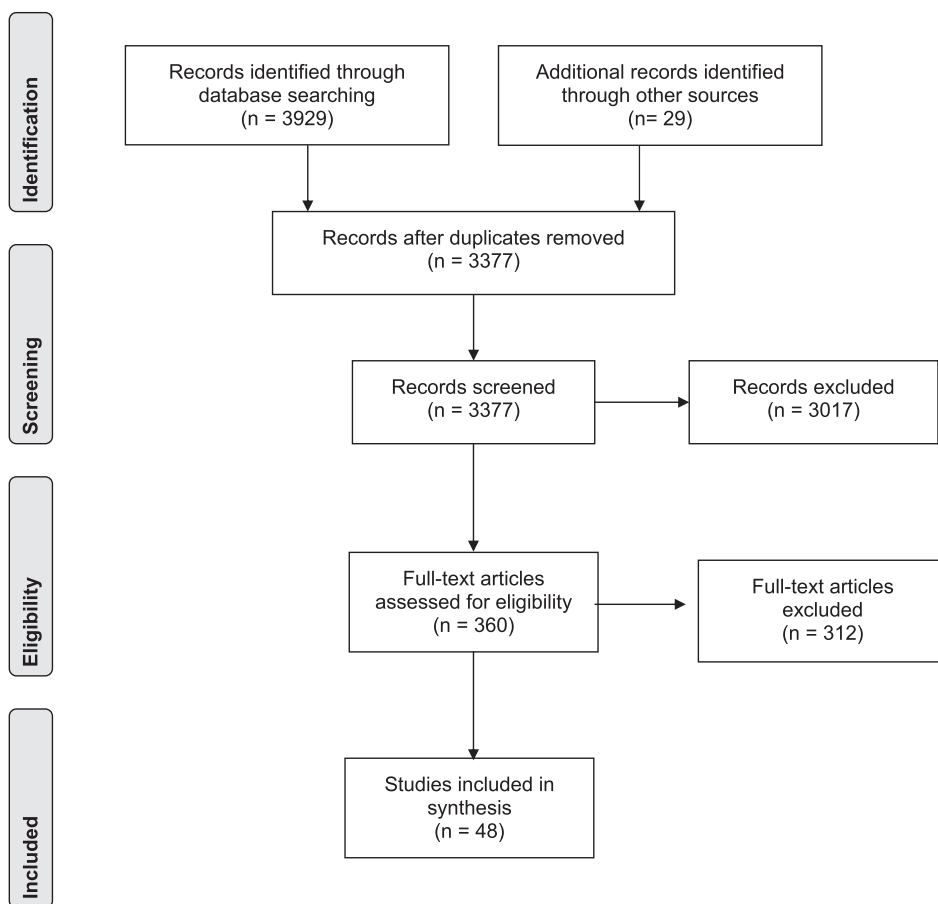 Identification
Records identified through
database searching
(n = 3929)
Additional records identified
through other sources
(n= 29)
Records after duplicates removed
(n = 3377)
Screening
Records screened
(n = 3377)
Records excluded
(n = 3017)
Eligibility
Full-text articles
assessed for eligibility
(n = 360)
Full-text articles
excluded
(n = 312)
Included
Studies included in
synthesis
(n = 48)